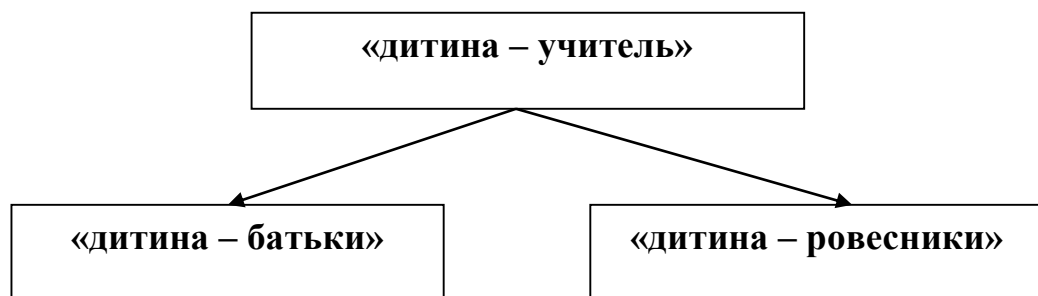 «дитина – учитель»
«дитина – батьки»
«дитина – ровесники»